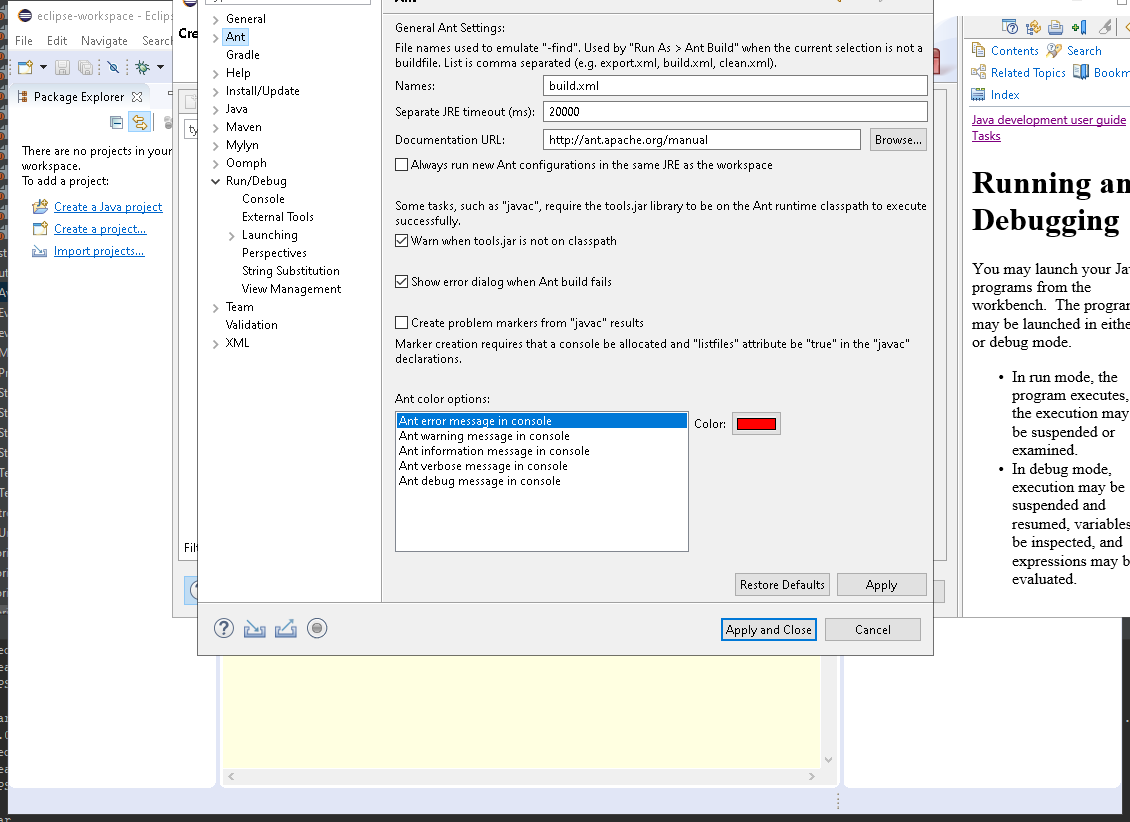 eclipse-workspace - Eclips
File Edit Navigate Search
Package Explorer
There are no projects in your
workspace.
To add a project:
Create a Java project
Create a project...
Import projects...
Cre
ty
Filt
General
Ant
Gradle
Help
Install/Update
Java
Maven
Mylyn
Oomph
Run/Debug
Console
External Tools
Launching
Perspectives
String Substitution
View Management
Team
Validation
XML
General Ant Settings:
File names used to emulate "-find". Used by "Run As > Ant Build" when the current selection is not a
buildfile. List is comma separated (e.g. export.xml, build.xml, clean.xml).
Names: build.xml
Separate JRE timeout (ms): 20000
Documentation URL: http://ant.apache.org/manual Browse...
Always run new Ant configurations in the same JRE as the workspace
Some tasks, such as "javac", require the tools.jar library to be on the Ant runtime classpath to execute
successfully.
Warn when tools.jar is not on classpath
Show error dialog when Ant build fails
Create problem markers from "javac" results
Marker creation requires that a console be allocated and "listfiles" attribute be "true" in the "javac"
declarations.
Ant color options:
Ant error message in console
Ant warning message in console
Ant information message in console
Ant verbose message in console
Ant debug message in console
Color:
Restore Defaults Apply
Apply and Close Cancel
Contents Search
Related Topics Bookm
Index
Java development user guide
Tasks
Running an
Debugging
You may launch your Jav
programs from the
workbench. The program
may be launched in eithe
or debug mode.
• In run mode, the
program executes,
the execution may
be suspended or
examined.
• In debug mode,
execution may be
suspended and
resumed, variables
be inspected, and
expressions may b
evaluated.